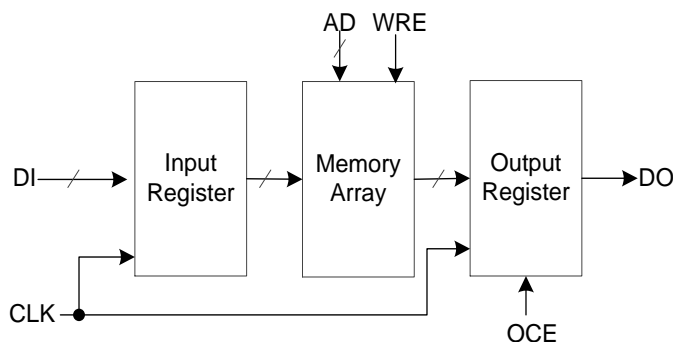 AD WRE
DI
Input
Register
Memory
Array
Output
Register
DO
CLK
OCE